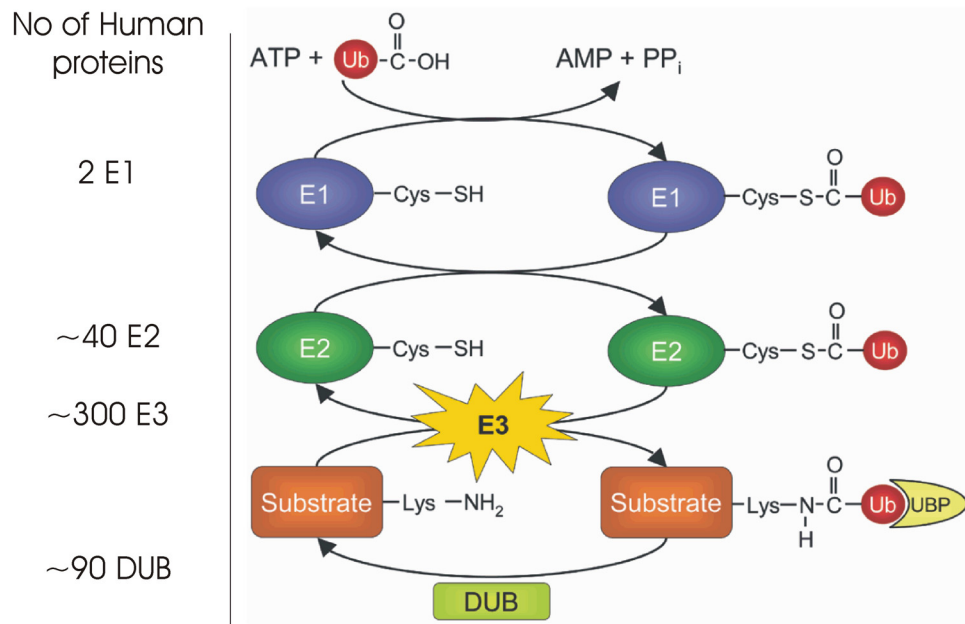 No of Human
proteins
ATP + Ub -C-OH
O
AMP + PPi
2 E1
E1 -Cys -SH
E1 -Cys-S-C- Ub
O
~40 E2
E2 -Cys -SH
E2 -Cys-S-C- Ub
O
~300 E3
E3
Substrate -Lys -NH2
Substrate -Lys-N-C- Ub UBP
O
H
~90 DUB
DUB